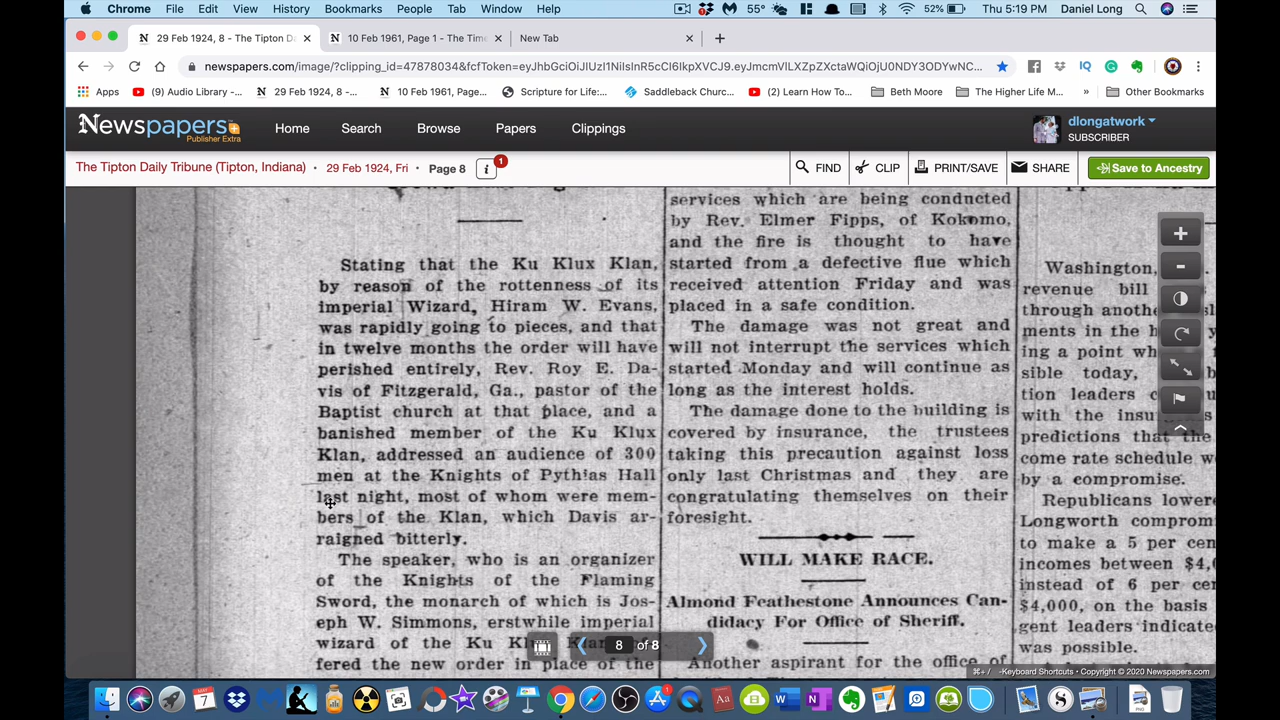 Chrome File Edit View History Bookmarks People Tab Window Help 55° 52% Thu 5:19 PM Daniel Long
29 Feb 1924, 8 - The Tipton D 10 Feb 1961, Page 1 - The Time New Tab
newspapers.com/image/?clipping_id=47878034&fcfToken=
Apps (9) Audio Library -... 29 Feb 1924, 8 -... 10 Feb 1961, Page... Scripture for Life:... Saddleback Churc... (2) Learn How To... Beth Moore The Higher Life M... » Other Bookmarks
Newspapers
Publisher Extra
Home Search Browse Papers Clippings
dlongatwork
SUBSCRIBER
The Tipton Daily Tribune (Tipton, Indiana) • 29 Feb 1924, Fri • Page 8 i 1
FIND CLIP PRINT/SAVE SHARE Save to Ancestry
Stating that the Ku Klux Klan,
by reason of the rottenness of its
imperial Wizard, Hiram W. Evans,
was rapidly going to pieces, and that
in twelve months the order will have
perished entirely, Rev. Roy E. Da-
vis of Fitzgerald, Ga., pastor of the
Baptist church at that place, and a
banished member of the Ku Klux
Klan, addressed an audience of 300
men at the Knights of Pythias Hall
last night, most of whom were mem-
bers of the Klan, which Davis ar-
raigned bitterly.
The speaker, who is an organizer
of the Knights of the Flaming
Sword, the monarch of which is Jos-
eph W. Simmons, erstwhile imperial
wizard of the Ku
fered the new order in place of the
services which are being conducted
by Rev. Elmer Fipps, of Kokomo,
and the fire is thought to have
started from a defective flue which
received attention Friday and was
placed in a safe condition.
The damage was not great and
will not interrupt the services which
started Monday and will continue as
long as the interest holds.
The damage done to the building is
covered by insurance, the trustees
taking this precaution against loss
only last Christmas and they are
congratulating themselves on their
foresight.
WILL MAKE RACE.
Almond Feathestone Announces Can-
didacy For Office of Sheriff.
Another aspirant for the office of
Washington,
revenue bill
through another
ments in the h
ing a point wh
sible today,
tion leaders
with the insu
predictions that the
come rate schedule w
by a compromise.
Republicans lowere
Longworth comprom
to make a 5 per cen
incomes between $4,
instead of 6 per cen
$4,000, on the basis
gent leaders indicate
was possible.
8 of 8
⌘+/ -Keyboard Shortcuts • Copyright © 2020 Newspapers.com